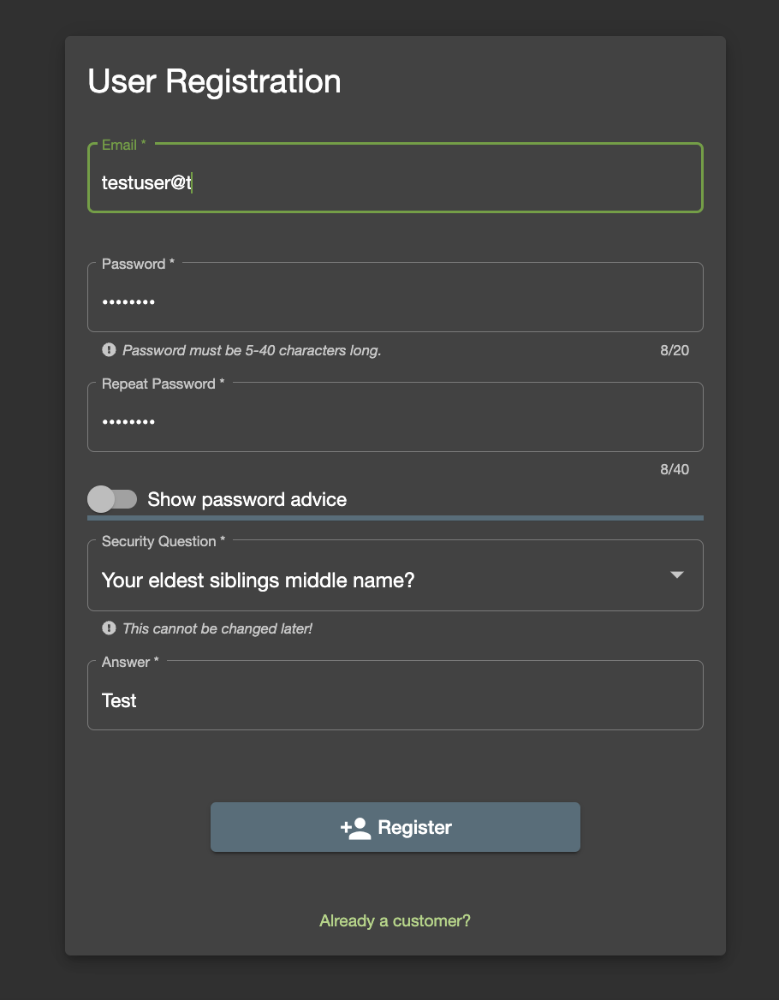 User Registration
Email *
testuser@t
Password *
••••••••
Password must be 5-40 characters long.
8/20
Repeat Password *
••••••••
8/40
Show password advice
Security Question *
Your eldest siblings middle name?
This cannot be changed later!
Answer *
Test
Register
Already a customer?